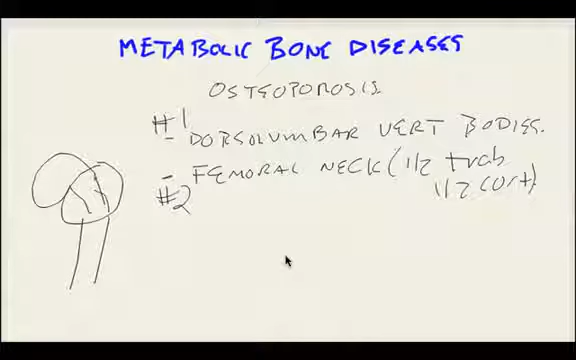 METABOLIC BONE DISEASES
OSTEOPOROSIS
#1
- DORSOLUMBAR VERT BODIES.
- FEMORAL NECK (1/2 trab
#2 1/2 cort)